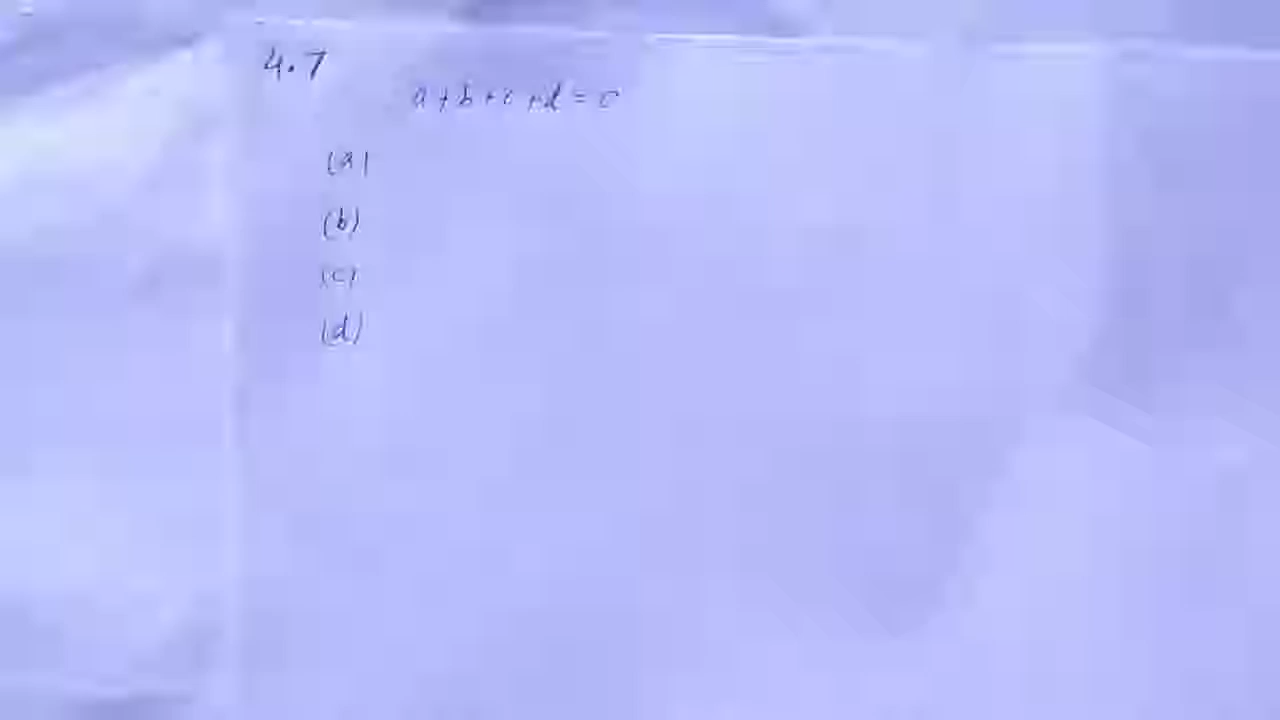 4.7
a + b + c + d = 0
(a)
(b)
(c)
(d)